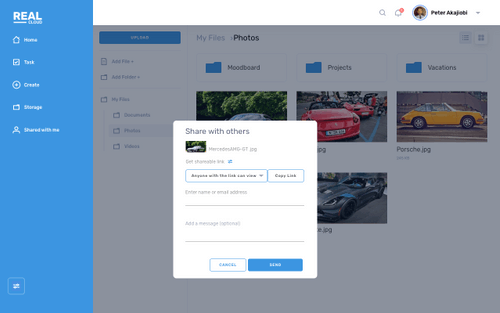 REAL
CLOUD
Peter Akajiobi
Home
Task
Create
Storage
Shared with me
UPLOAD
Add File +
Add Folder +
My Files
Documents
Photos
Videos
My Files >Photos
Moodboard
Projects
Vacations
Porsche.jpg
.jpg
Share with others
MercedesAMG-GT.jpg
Get shareable link
Anyone with the link can view
Copy Link
Enter name or email address
Add a message (optional)
CANCEL
SEND